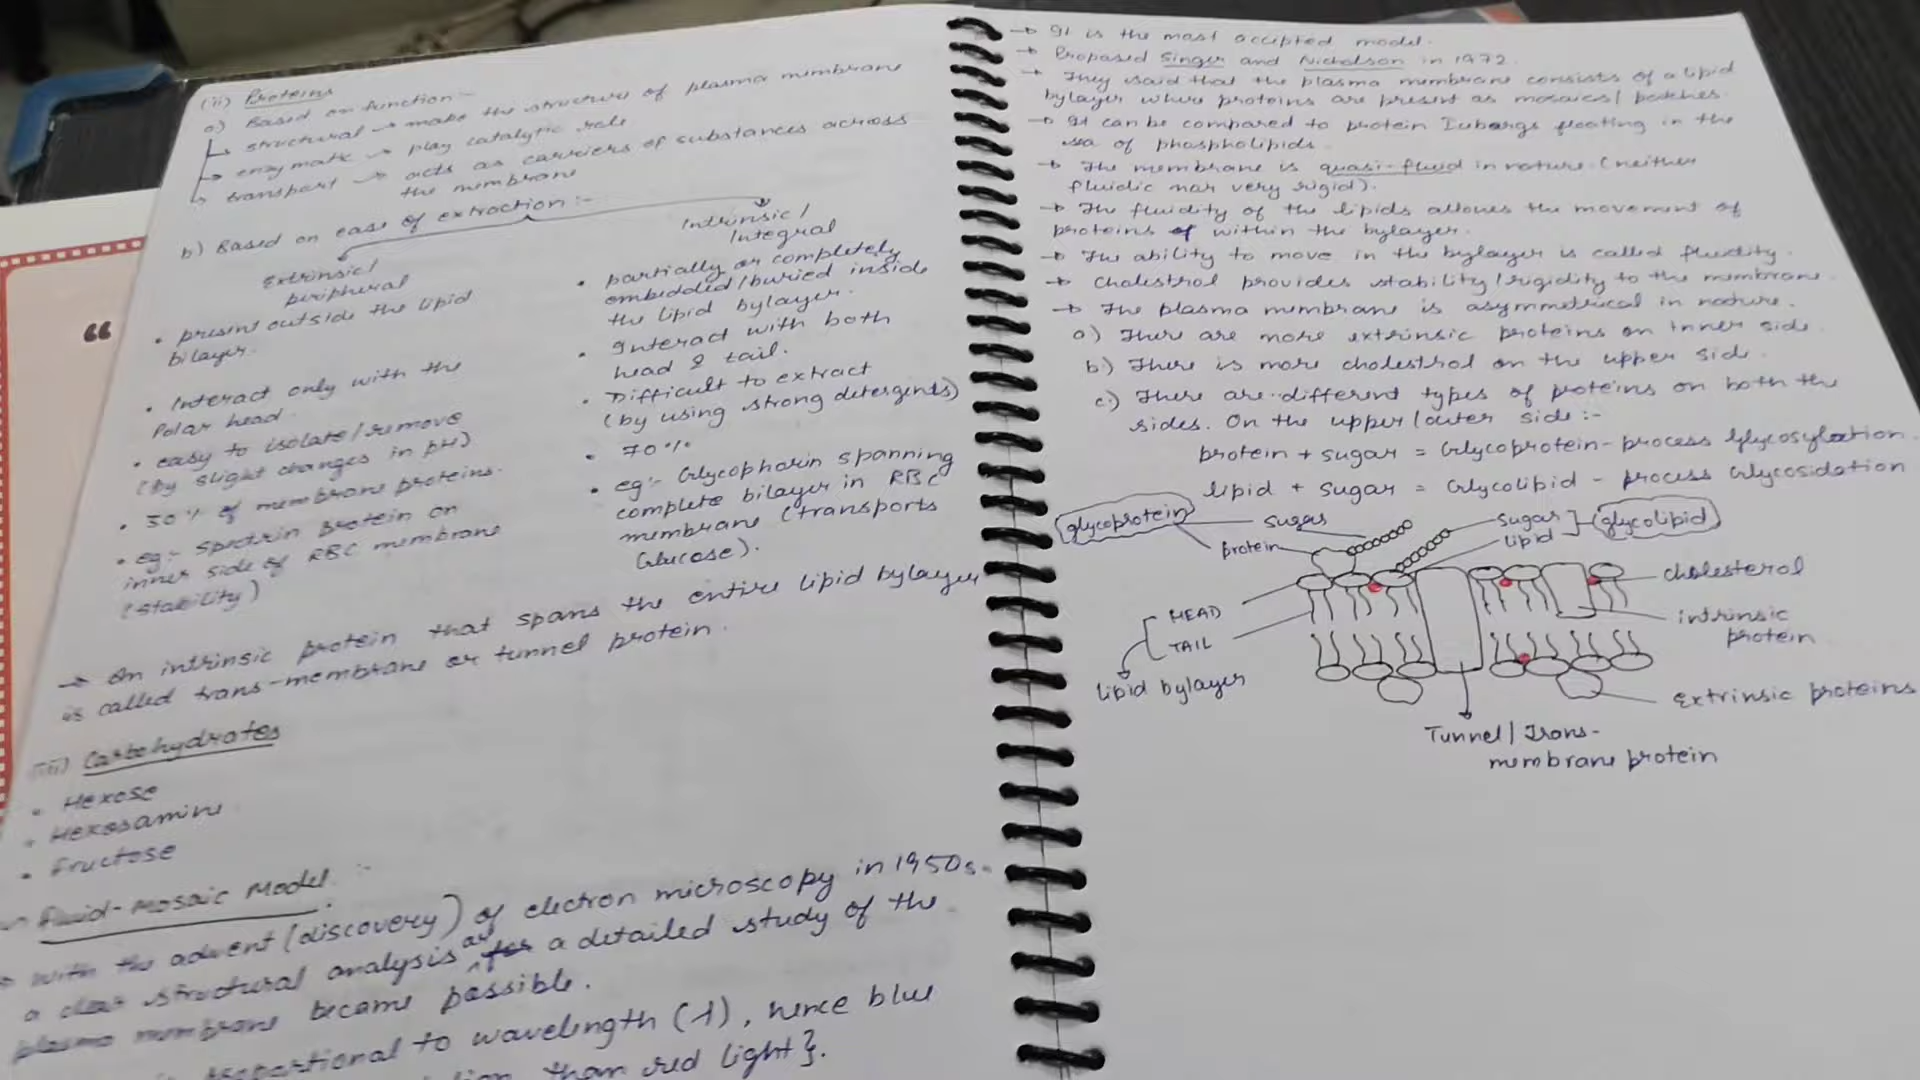 (ii) Proteins
a) Based on function :-
structural → make the structure of plasma membrane
enzymatic → play catalytic role
transport → acts as carriers of substances across
the membrane
b) Based on ease of extraction :-
Extrinsic/
peripheral
• present outside the lipid
bilayer.
• Interact only with the
Polar head.
• easy to isolate/remove
(by slight changes in pH)
• 30% of membrane proteins.
• eg:- Spectrin protein on
inner side of RBC membrane
(stability)
Intrinsic/
Integral
• partially or completely
embedded/buried inside
the lipid bylayer.
• Interact with both
head & tail.
• Difficult to extract
(by using strong detergents)
• 70%
• eg:- Glycophorin spanning
complete bilayer in RBC
membrane (transports
Glucose).
→ An intrinsic protein that spans the entire lipid bylayer
is called trans-membrane or tunnel protein.
(iii) Carbohydrates
• Hexose
• Hexosamine
• Fructose
Fluid-Mosaic Model :-
→ with the advent (discovery) of electron microscopy in 1950s
a clear structural analysis as for a detailed study of the
plasma membrane became possible.
proportional to wavelength (λ), hence blue
than red light}.
→ It is the most accepted model.
→ Proposed Singer and Nicholson in 1972.
→ They said that the plasma membrane consists of a lipid
bylayer where proteins are present as mosaics/patches.
→ It can be compared to protein Icebergs floating in the
sea of phospholipids.
→ The membrane is quasi-fluid in nature (neither
fluidic nor very rigid).
→ The fluidity of the lipids allows the movement of
proteins of within the bylayer.
→ The ability to move in the bylayer is called fluidity.
→ Cholestrol provides stability/rigidity to the membrane.
→ The plasma membrane is asymmetrical in nature.
a) There are more extrinsic proteins on inner side.
b) There is more cholestrol on the upper side.
c) There are different types of proteins on both the
sides. On the upper/outer side:-
protein + sugar = Glycoprotein - process Glycosylation
lipid + sugar = Glycolipid - process Glycosidation
glycoprotein
sugar
protein
sugar
lipid
glycolipid
cholesterol
HEAD
TAIL
intrinsic
protein
lipid bylayer
extrinsic proteins
Tunnel/Trans-
membrane protein